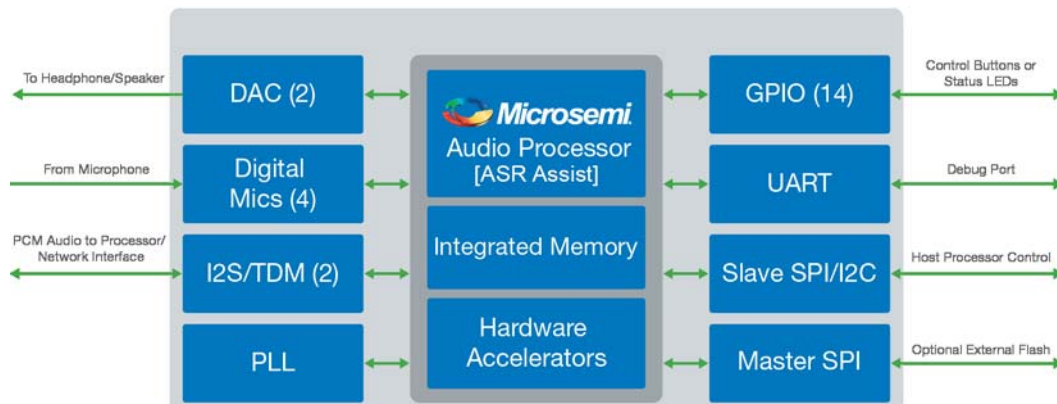 To Headphone/Speaker
DAC (2)
From Microphone
Digital
Mics (4)
PCM Audio to Processor/
Network Interface
I2S/TDM (2)
PLL
Microsemi.
Audio Processor
[ASR Assist]
Integrated Memory
Hardware
Accelerators
GPIO (14)
Control Buttons or
Status LEDs
UART
Debug Port
Slave SPI/I2C
Host Processor Control
Master SPI
Optional External Flash